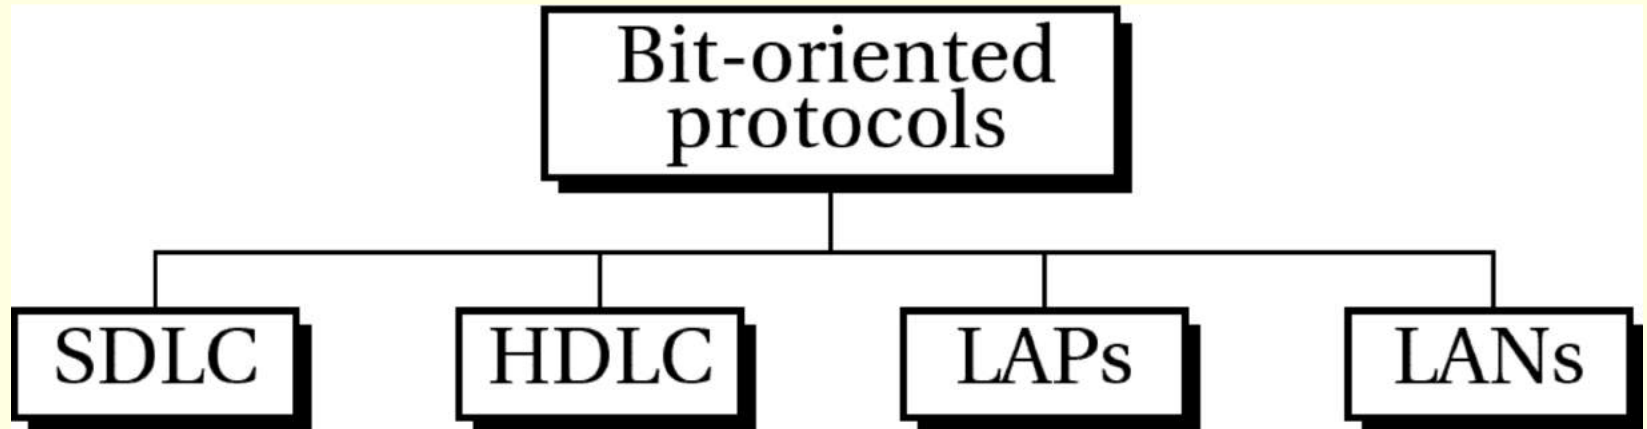 Bit-oriented
protocols
SDLC
HDLC
LAPs
LANs